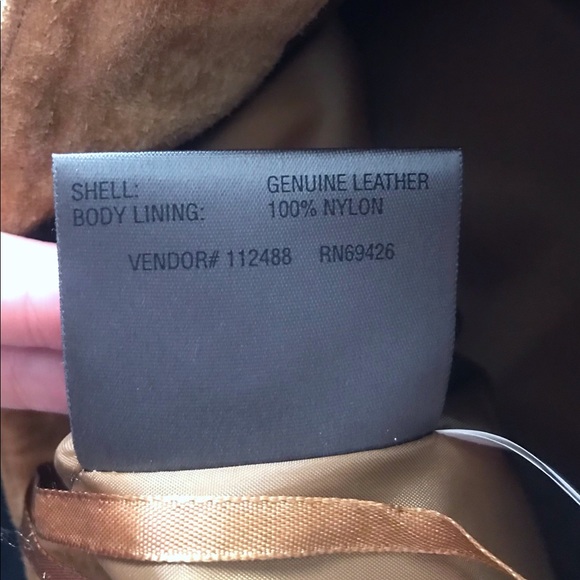 SHELL: GENUINE LEATHER
BODY LINING: 100% NYLON
VENDOR# 112488 RN69426